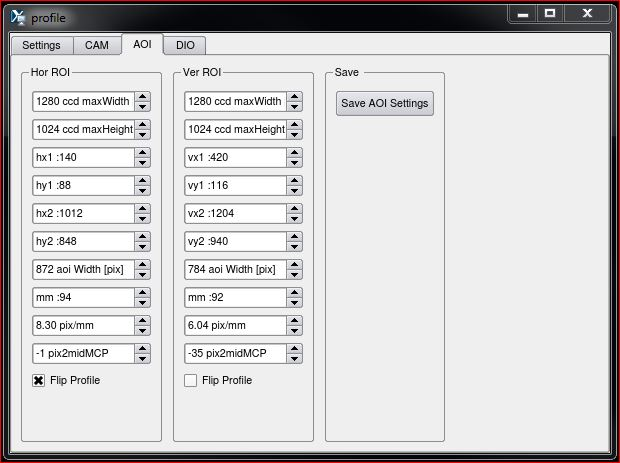 profile
Settings
CAM
AOI
DIO
Hor ROI
1280 ccd maxWidth
1024 ccd maxHeight
hx1 :140
hy1 :88
hx2 :1012
hy2 :848
872 aoi Width [pix]
mm :94
8.30 pix/mm
-1 pix2midMCP
Flip Profile
Ver ROI
1280 ccd maxWidth
1024 ccd maxHeight
vx1 :420
vy1 :116
vx2 :1204
vy2 :940
784 aoi Width [pix]
mm :92
6.04 pix/mm
-35 pix2midMCP
Flip Profile
Save
Save AOI Settings